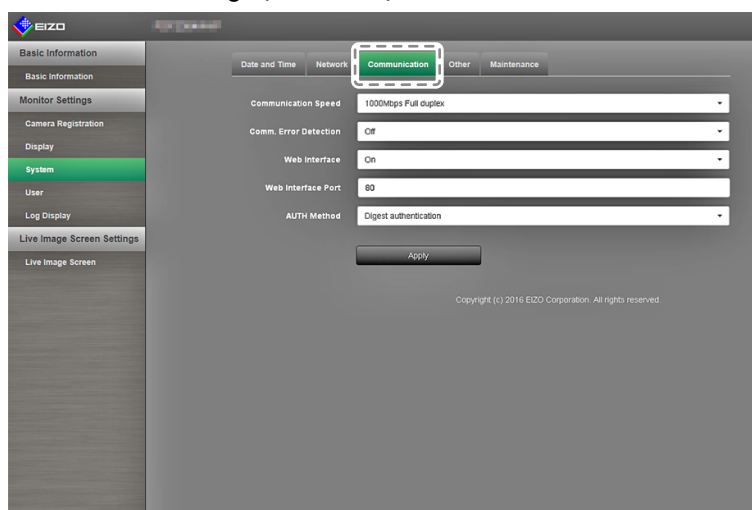 EIZO
Basic Information
Basic Information
Monitor Settings
Camera Registration
Display
System
User
Log Display
Live Image Screen Settings
Live Image Screen
Date and Time Network Communication Other Maintenance
Communication Speed 1000Mbps Full duplex
Comm. Error Detection Off
Web Interface On
Web Interface Port 80
AUTH Method Digest authentication
Apply
Copyright (c) 2016 EIZO Corporation. All rights reserved.